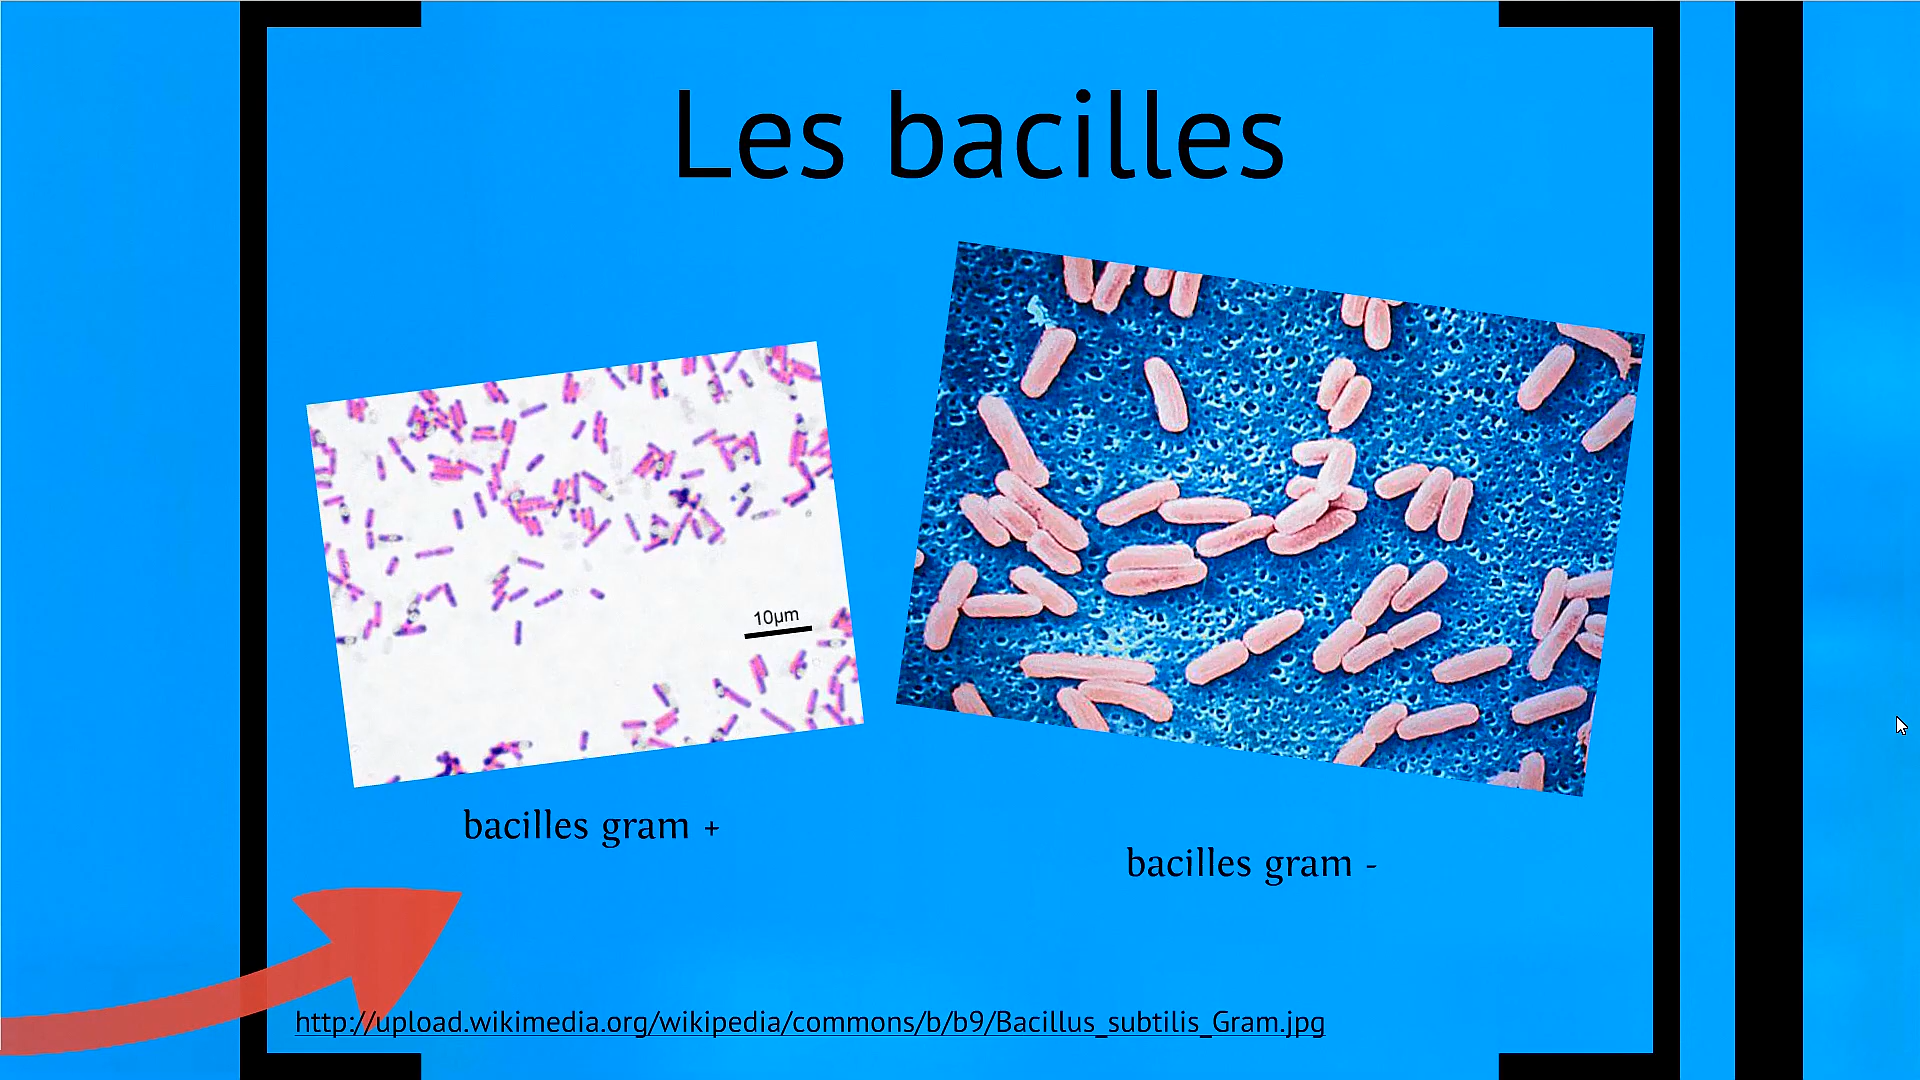 Les bacilles
10µm
bacilles gram +
bacilles gram -
http://upload.wikimedia.org/wikipedia/commons/b/b9/Bacillus_subtilis_Gram.jpg